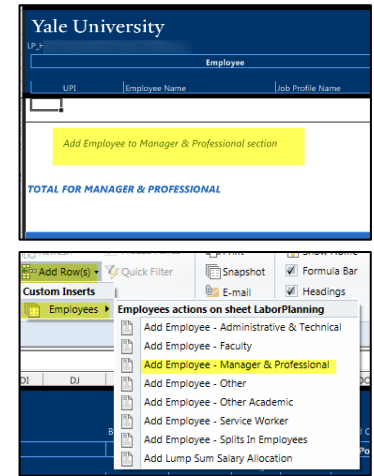 Yale University
Employee
UPI Employee Name Job Profile Name
Add Employee to Manager & Professional section
TOTAL FOR MANAGER & PROFESSIONAL
Add Row(s) Quick Filter Snapshot Formula Bar
Custom Inserts E-mail Headings
Employees Employees actions on sheet LaborPlanning
Add Employee - Administrative & Technical
Add Employee - Faculty
Add Employee - Manager & Professional
Add Employee - Other
DI DJ Add Employee - Other Academic
Add Employee - Service Worker
Add Employee - Splits In Employees
Add Lump Sum Salary Allocation